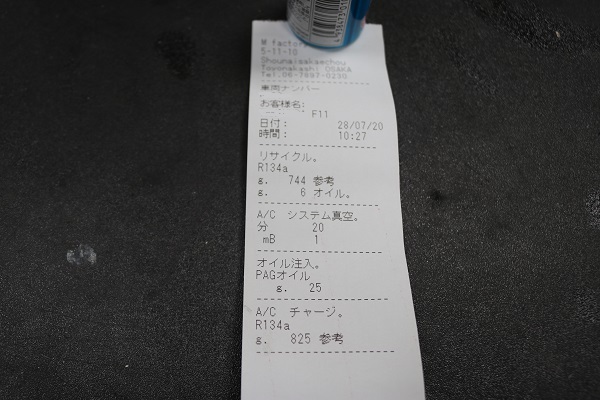 M factory
5-11-10
Shounaisakaechou
Toyonakashi OSAKA
Tel.06-7897-0230
車両ナンバー
お客様名:
F11
日付: 28/07/20
時間: 10:27
リサイクル。
R134a
g. 744 参考
g. 6 オイル.
A/C システム真空。
分 20
mB 1
オイル注入。
PAGオイル
g. 25
A/C チャージ。
R134a
g. 825 参考